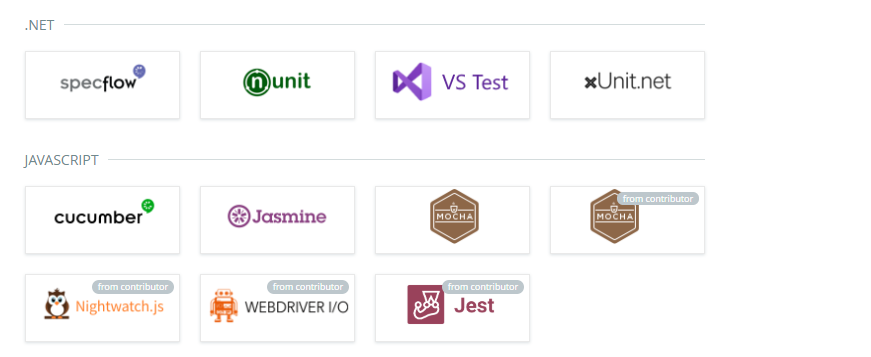 .NET
specflow
nunit
VS Test
xUnit.net
JAVASCRIPT
cucumber
Jasmine
MOCHA
from contributor
MOCHA
from contributor
Nightwatch.js
from contributor
WEBDRIVER I/O
from contributor
Jest